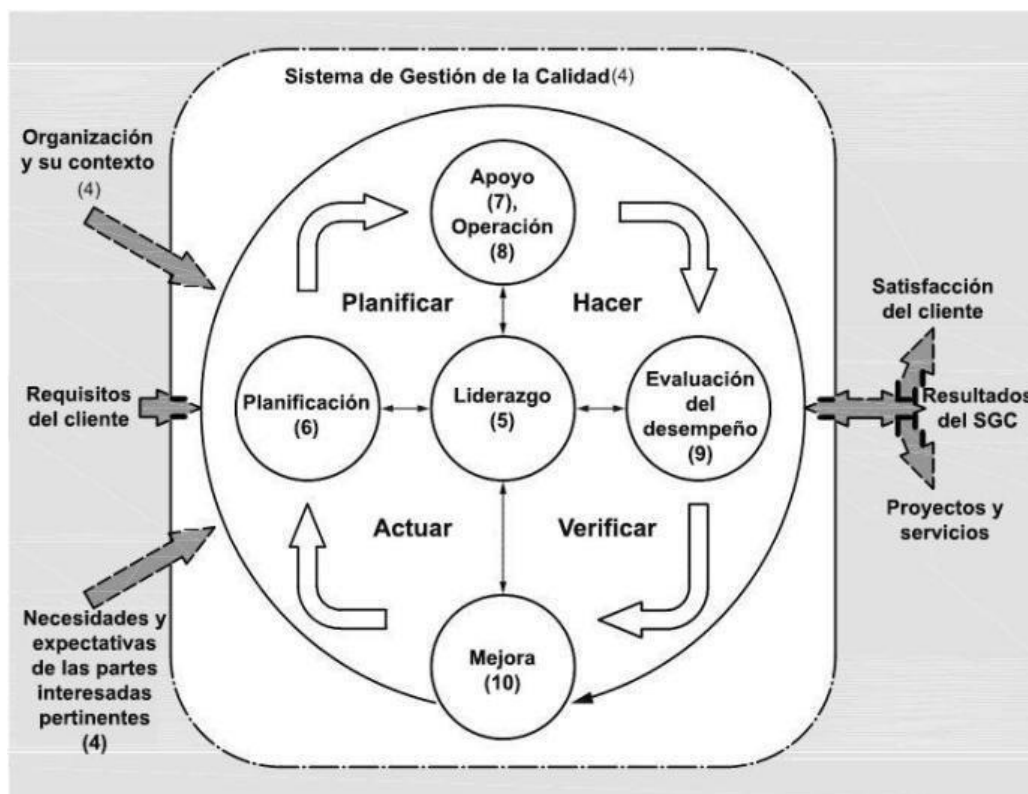 Sistema de Gestión de la Calidad(4)
Organización
y su contexto
(4)
Requisitos
del cliente
Necesidades y
expectativas
de las partes
interesadas
pertinentes
(4)
Apoyo
(7),
Operación
(8)
Planificar
Hacer
Planificación
(6)
Liderazgo
(5)
Evaluación
del
desempeño
(9)
Actuar
Verificar
Mejora
(10)
Satisfacción
del cliente
Resultados
del SGC
Proyectos y
servicios